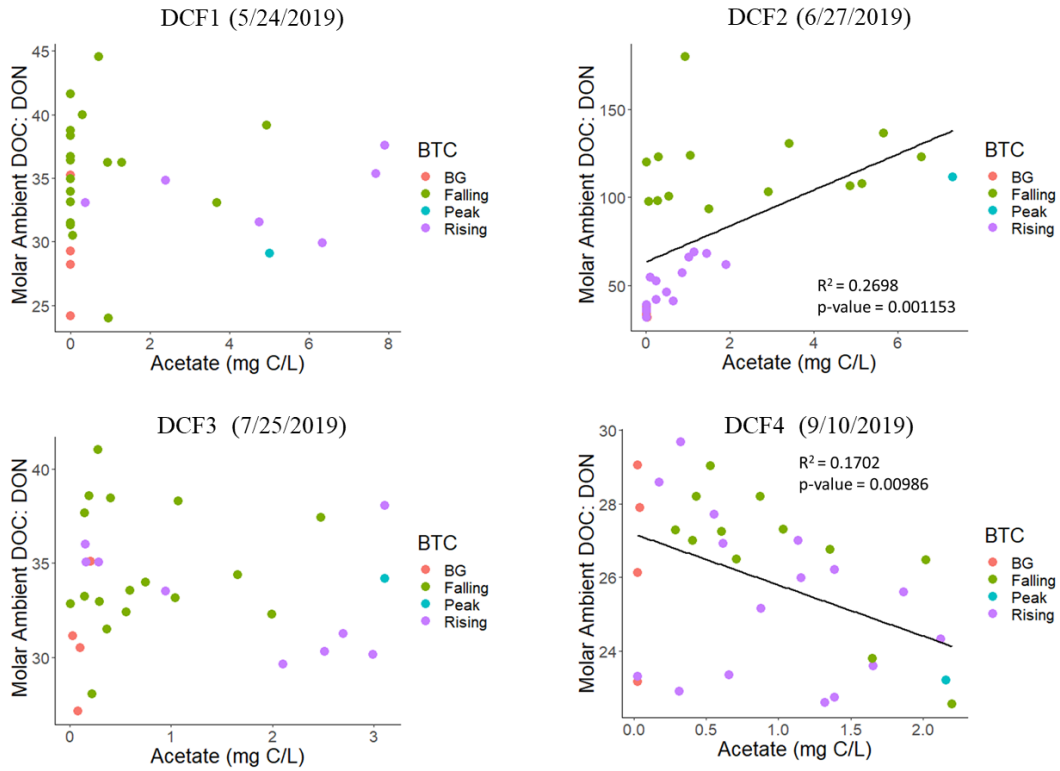 DCF1 (5/24/2019)
Molar Ambient DOC: DON
45
40
35
30
25
0
2
4
6
8
Acetate (mg C/L)
BTC
BG
Falling
Peak
Rising
DCF2 (6/27/2019)
Molar Ambient DOC: DON
150
100
50
0
2
4
6
Acetate (mg C/L)
R² = 0.2698
p-value = 0.001153
BTC
BG
Falling
Peak
Rising
DCF3 (7/25/2019)
Molar Ambient DOC: DON
40
35
30
0
1
2
3
Acetate (mg C/L)
BTC
BG
Falling
Peak
Rising
DCF4 (9/10/2019)
R² = 0.1702
p-value = 0.00986
Molar Ambient DOC: DON
30
28
26
24
0.0
0.5
1.0
1.5
2.0
Acetate (mg C/L)
BTC
BG
Falling
Peak
Rising